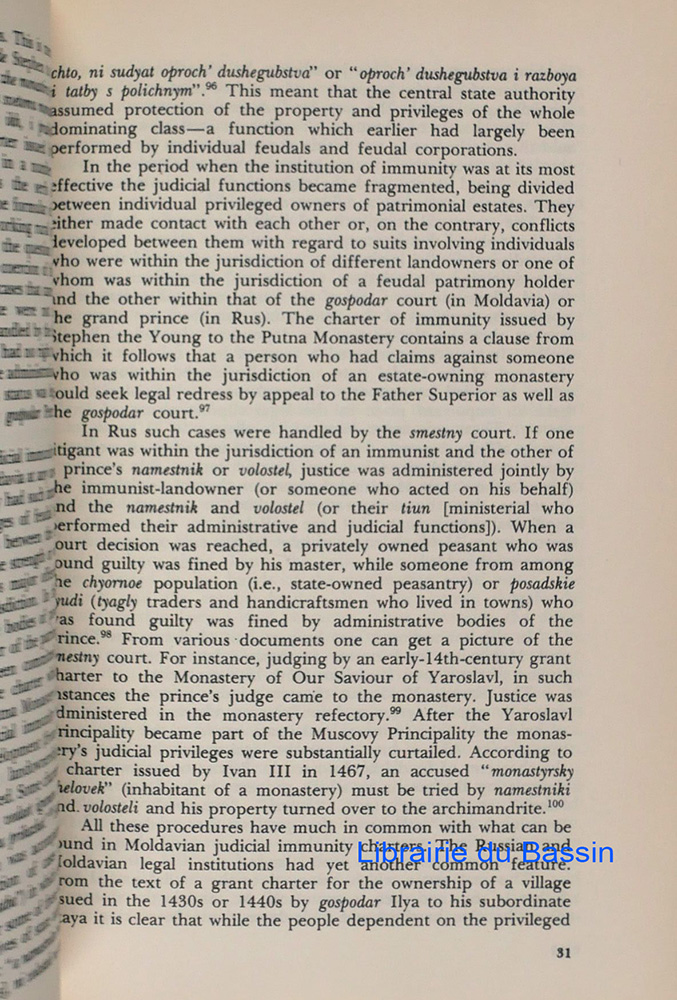 chto, ni sudyat oproch' dushegubstva" or "oproch' dushegubstva i razboya
i tatby s polichnym".⁹⁶ This meant that the central state authority
assumed protection of the property and privileges of the whole
dominating class—a function which earlier had largely been
performed by individual feudals and feudal corporations.
In the period when the institution of immunity was at its most
effective the judicial functions became fragmented, being divided
between individual privileged owners of patrimonial estates. They
either made contact with each other or, on the contrary, conflicts
developed between them with regard to suits involving individuals
who were within the jurisdiction of different landowners or one of
whom was within the jurisdiction of a feudal patrimony holder
and the other within that of the gospodar court (in Moldavia) or
the grand prince (in Rus). The charter of immunity issued by
Stephen the Young to the Putna Monastery contains a clause from
which it follows that a person who had claims against someone
who was within the jurisdiction of an estate-owning monastery
could seek legal redress by appeal to the Father Superior as well as
the gospodar court.⁹⁷
In Rus such cases were handled by the smestny court. If one
litigant was within the jurisdiction of an immunist and the other of
prince's namestnik or volostel, justice was administered jointly by
the immunist-landowner (or someone who acted on his behalf)
and the namestnik and volostel (or their tiun [ministerial who
performed their administrative and judicial functions]). When a
court decision was reached, a privately owned peasant who was
found guilty was fined by his master, while someone from among
the chyornoe population (i.e., state-owned peasantry) or posadskie
lyudi (tyagly traders and handicraftsmen who lived in towns) who
was found guilty was fined by administrative bodies of the
prince.⁹⁸ From various documents one can get a picture of the
smestny court. For instance, judging by an early-14th-century grant
charter to the Monastery of Our Saviour of Yaroslavl, in such
instances the prince's judge came to the monastery. Justice was
administered in the monastery refectory.⁹⁹ After the Yaroslavl
Principality became part of the Muscovy Principality the monas-
tery's judicial privileges were substantially curtailed. According to
charter issued by Ivan III in 1467, an accused "monastyrsky
chelovek" (inhabitant of a monastery) must be tried by namestniki
and volosteli and his property turned over to the archimandrite.¹⁰⁰
All these procedures have much in common with what can be
found in Moldavian judicial immunity charters. The Russian and
Moldavian legal institutions had yet another common feature.
From the text of a grant charter for the ownership of a village
issued in the 1430s or 1440s by gospodar Ilya to his subordinate
it is clear that while the people dependent on the privileged
31
Librairie du Bassin